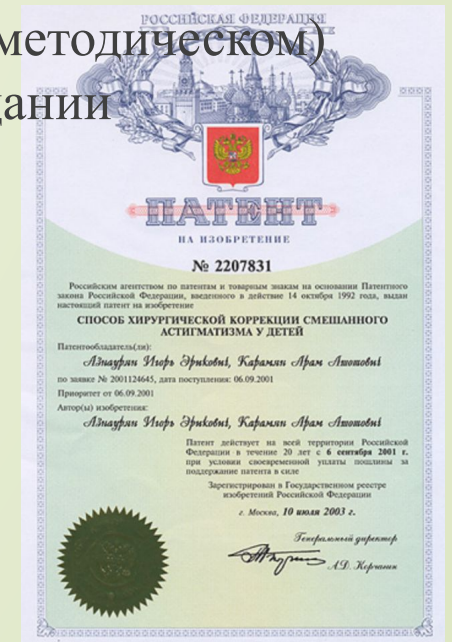 методическом)
дании
РОССИЙСКАЯ ФЕДЕРАЦИЯ
ПАТЕНТ
НА ИЗОБРЕТЕНИЕ
№ 2207831
Российским агентством по патентам и товарным знакам на основании Патентного
закона Российской Федерации, введенного в действие 14 октября 1992 года, выдан
настоящий патент на изобретение
СПОСОБ ХИРУРГИЧЕСКОЙ КОРРЕКЦИИ СМЕШАННОГО
АСТИГМАТИЗМА У ДЕТЕЙ
Патентообладатель(ли):
Азнаурян Игорь Эрикович, Карамян Арам Ашотович
по заявке № 2001124645, дата поступления: 06.09.2001
Приоритет от 06.09.2001
Автор(ы) изобретения:
Азнаурян Игорь Эрикович, Карамян Арам Ашотович
Патент действует на всей территории Российской
Федерации в течение 20 лет с 6 сентября 2001 г.
при условии своевременной уплаты пошлины за
поддержание патента в силе
Зарегистрирован в Государственном реестре
изобретений Российской Федерации
г. Москва, 10 июля 2003 г.
Генеральный директор
А.Д. Корчагин